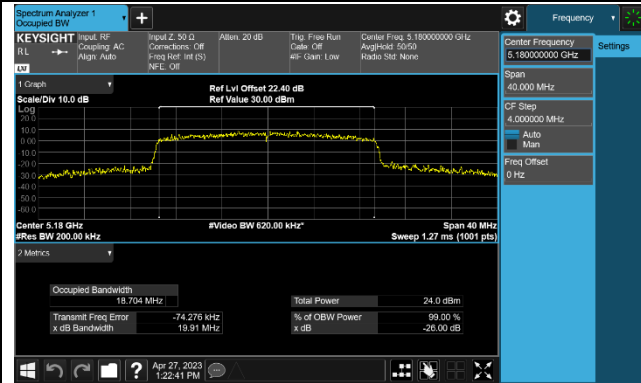 Spectrum Analyzer 1
Occupied BW
Frequency
KEYSIGHT
RL
LXI
Input: RF
Coupling: AC
Align: Auto
Input Z: 50 Ω
Corrections: Off
Freq Ref: Int (S)
NFE: Off
Atten: 20 dB
Trig: Free Run
Gate: Off
#IF Gain: Low
Center Freq: 5.180000000 GHz
Avg|Hold: 50/50
Radio Std: None
Center Frequency
5.180000000 GHz
Settings
Span
40.000 MHz
CF Step
4.000000 MHz
Auto
Man
Freq Offset
0 Hz
1 Graph
Scale/Div 10.0 dB
Ref Lvl Offset 22.40 dB
Ref Value 30.00 dBm
Log
20.0
10.0
0.00
-10.0
-20.0
-30.0
-40.0
-50.0
-60.0
Center 5.18 GHz
#Res BW 200.00 kHz
#Video BW 620.00 kHz*
Span 40 MHz
Sweep 1.27 ms (1001 pts)
2 Metrics
Occupied Bandwidth
18.704 MHz
Transmit Freq Error -74.276 kHz
x dB Bandwidth 19.91 MHz
Total Power 24.0 dBm
% of OBW Power 99.00 %
x dB -26.00 dB
?
Apr 27, 2023
1:22:41 PM